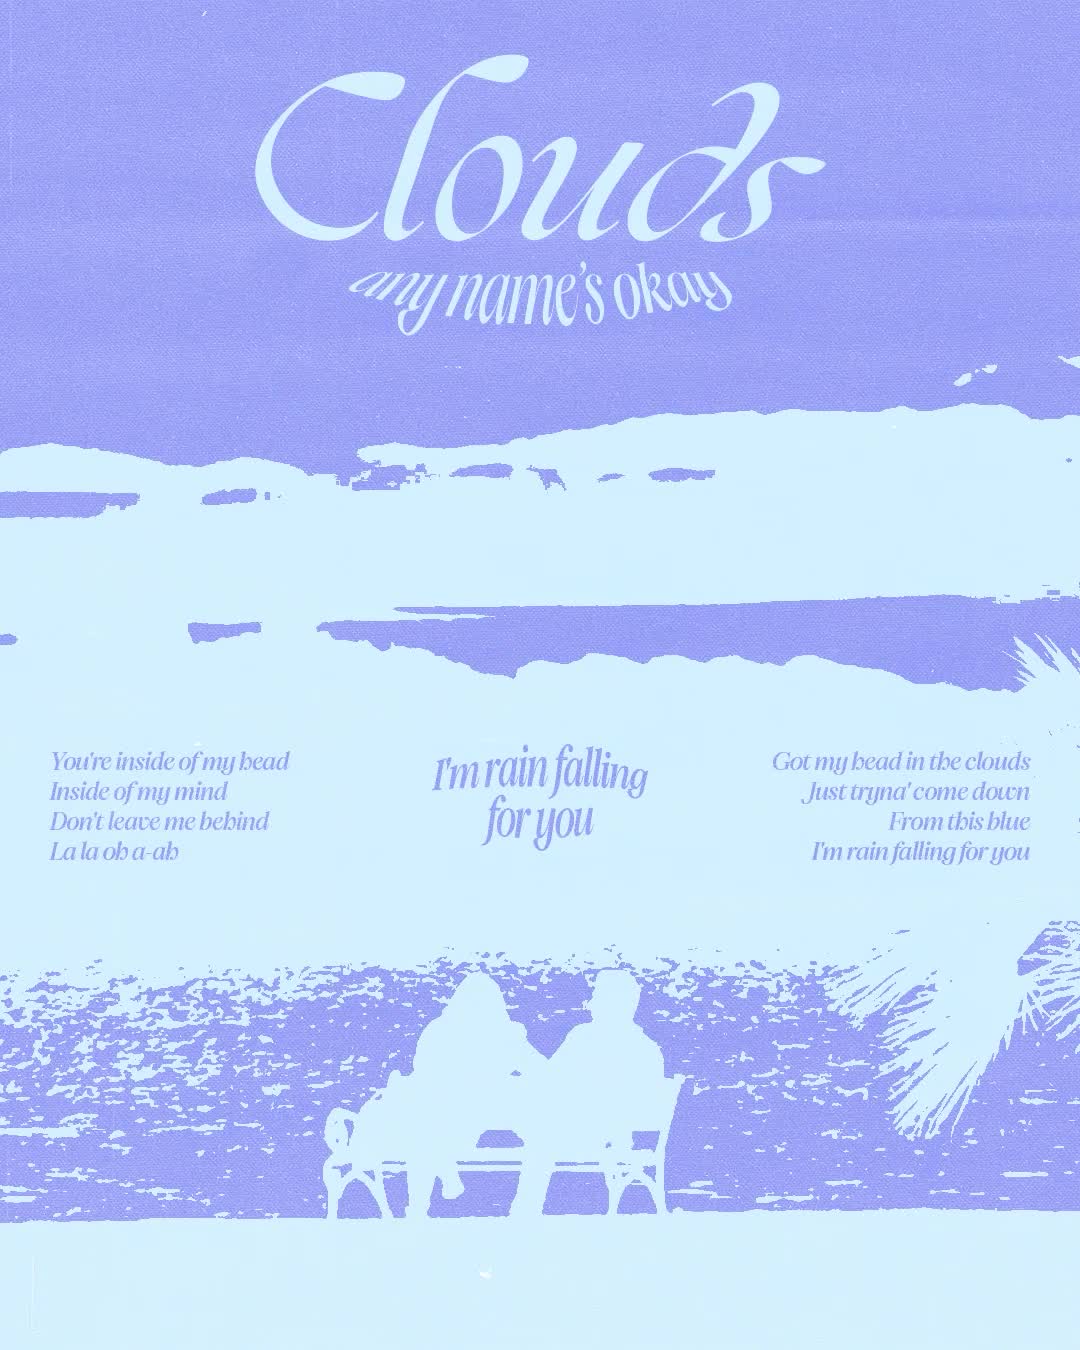 Clouds
any name's okay
You're inside of my head
Inside of my mind
Don't leave me behind
La la oh a-ah
I'm rain falling
for you
Got my head in the clouds
Just tryna' come down
From this blue
I'm rain falling for you